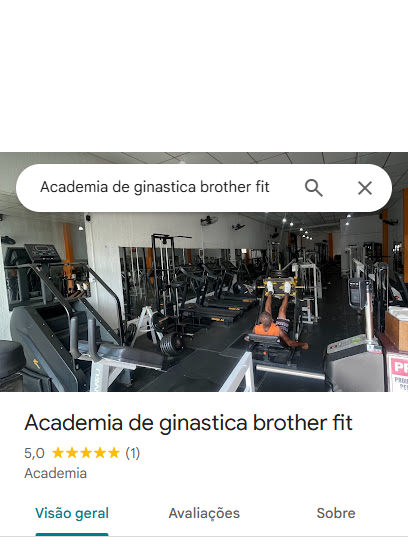 Academia de ginastica brother fit
Academia de ginastica brother fit
5,0 (1)
Academia
Visão geral Avaliações Sobre